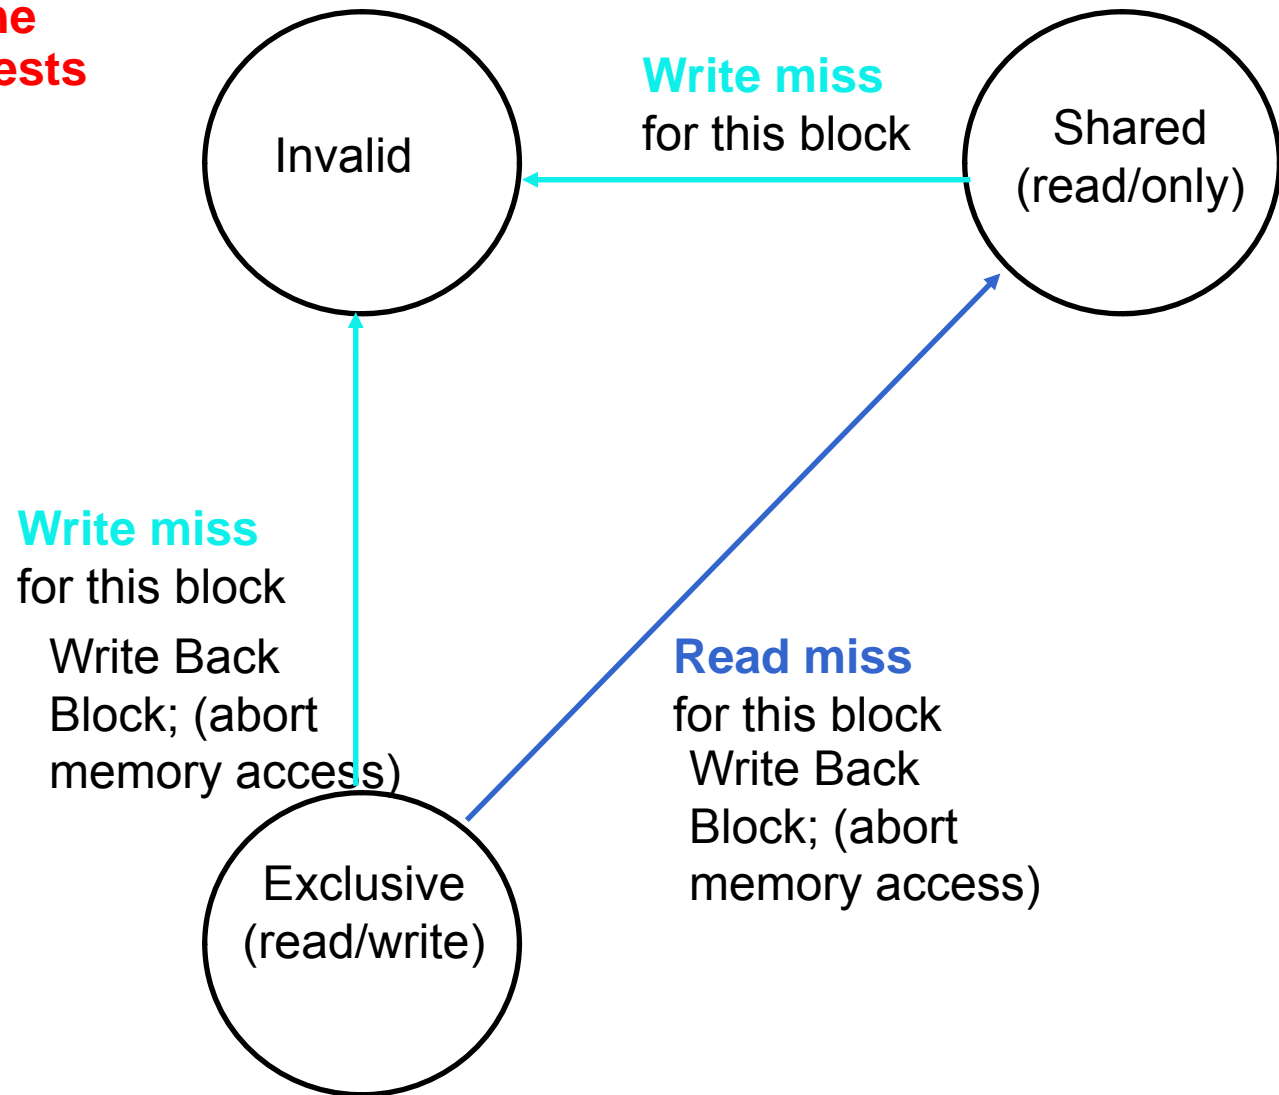 ne
ests
Invalid
Write miss
for this block
Shared
(read/only)
Write miss
for this block
Write Back
Block; (abort
memory access)
Read miss
for this block
Write Back
Block; (abort
memory access)
Exclusive
(read/write)